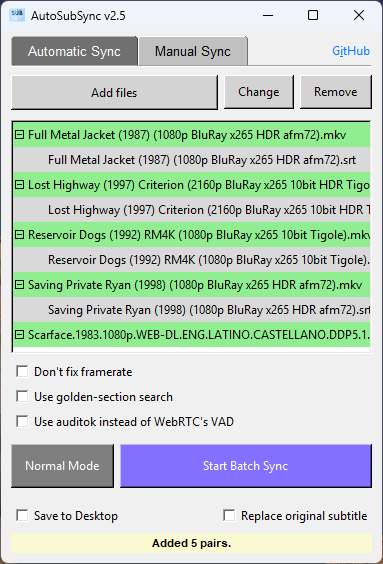 SUB
AutoSubSync v2.5
Automatic Sync
Manual Sync
GitHub
Add files
Change
Remove
Full Metal Jacket (1987) (1080p BluRay x265 HDR afm72).mkv
Full Metal Jacket (1987) (1080p BluRay x265 HDR afm72).srt
Lost Highway (1997) Criterion (2160p BluRay x265 10bit HDR Tigo
Lost Highway (1997) Criterion (2160p BluRay x265 10bit HDR T
Reservoir Dogs (1992) RM4K (1080p BluRay x265 10bit Tigole).mkv
Reservoir Dogs (1992) RM4K (1080p BluRay x265 10bit Tigole).
Saving Private Ryan (1998) (1080p BluRay x265 HDR afm72).mkv
Saving Private Ryan (1998) (1080p BluRay x265 HDR afm72).srt
Scarface.1983.1080p.WEB-DL.ENG.LATINO.CASTELLANO.DDP5.1.
Don't fix framerate
Use golden-section search
Use auditok instead of WebRTC's VAD
Normal Mode
Start Batch Sync
Save to Desktop
Replace original subtitle
Added 5 pairs.